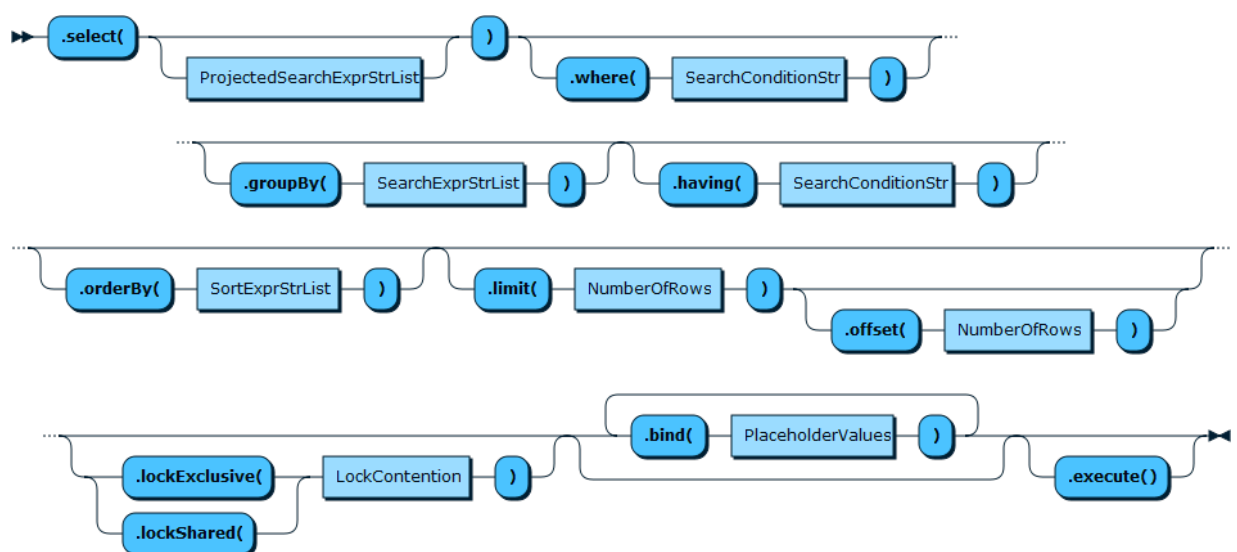 .select( ProjectedSearchExprStrList ) .where( SearchConditionStr )
.groupBy( SearchExprStrList ) .having( SearchConditionStr )
.orderBy( SortExprStrList ) .limit( NumberOfRows ) .offset( NumberOfRows )
.bind( PlaceholderValues )
.lockExclusive( LockContention ) .execute()
.lockShared(